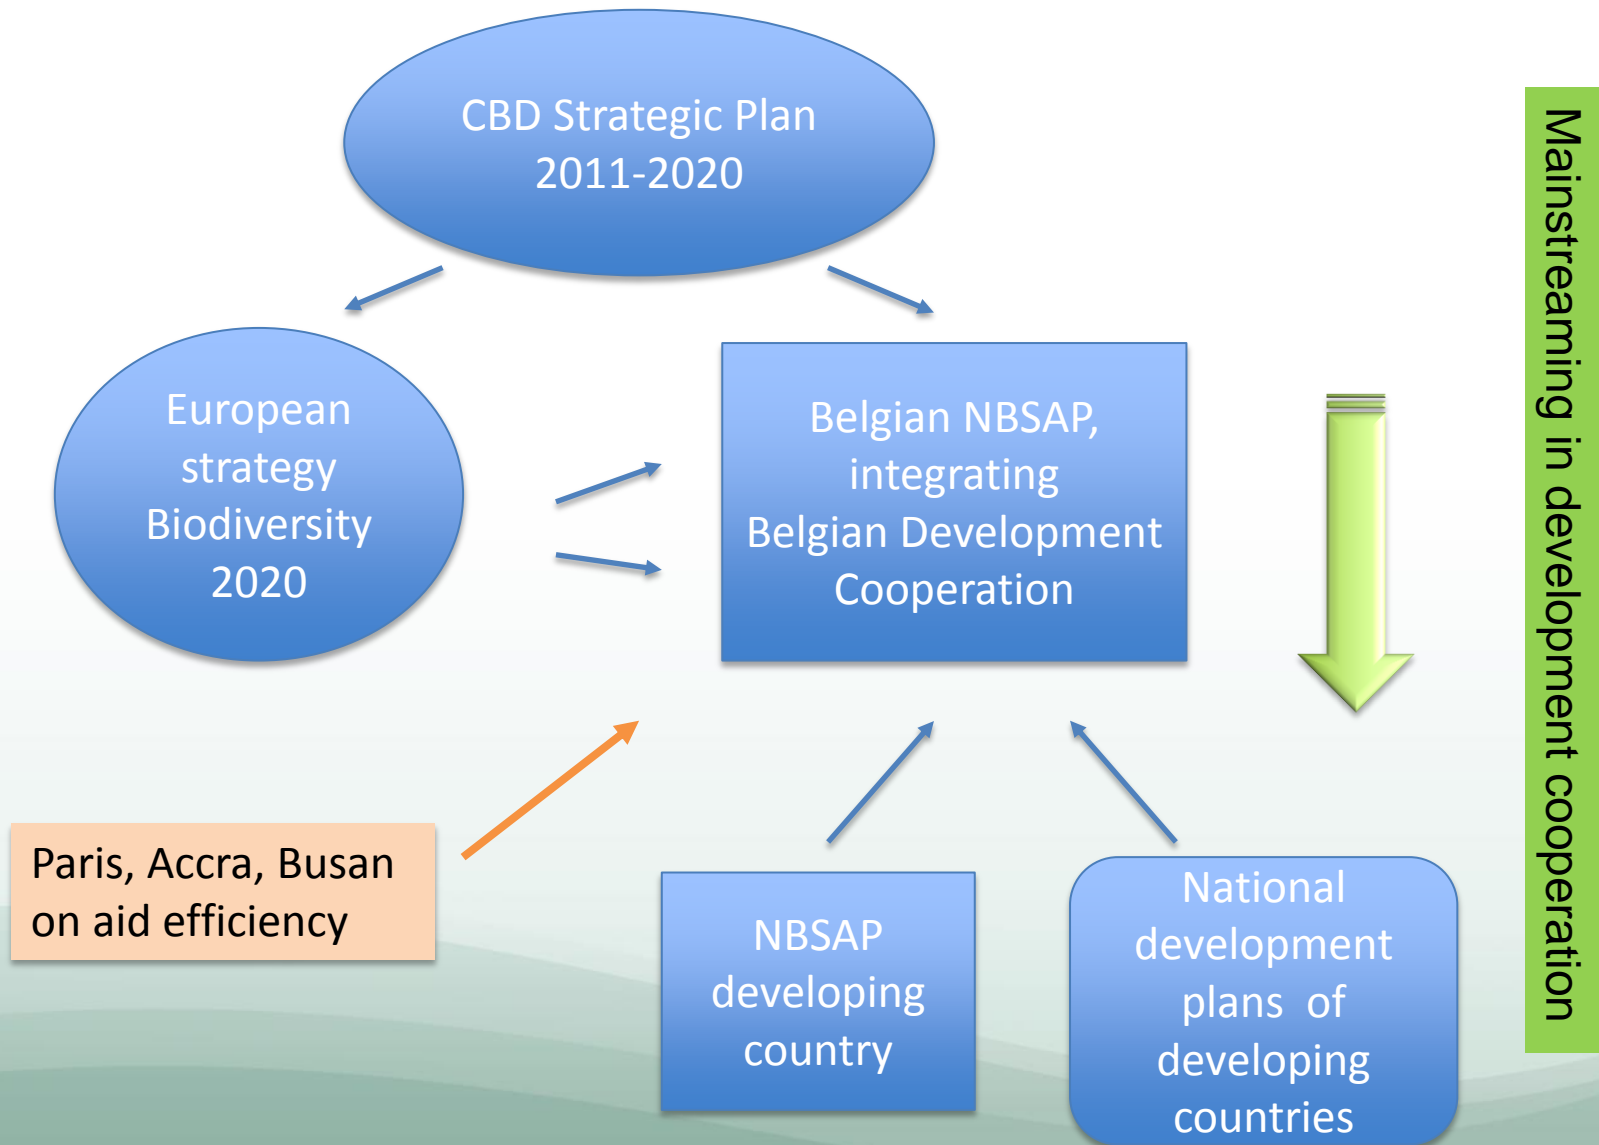 CBD Strategic Plan
2011-2020
European
strategy
Biodiversity
2020
Belgian NBSAP,
integrating
Belgian Development
Cooperation
Paris, Accra, Busan
on aid efficiency
NBSAP
developing
country
National
development
plans of
developing
countries
Mainstreaming in development cooperation